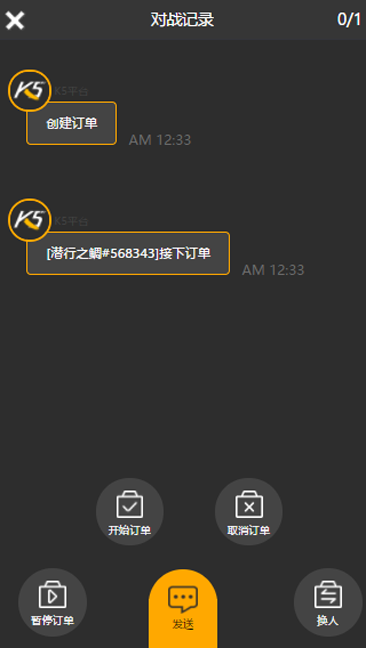 对战记录
0/1
K5
K5平台
创建订单
AM 12:33
K5
K5平台
[潜行之鲷#568343]接下订单
AM 12:33
开始订单
取消订单
暂停订单
发送
换人